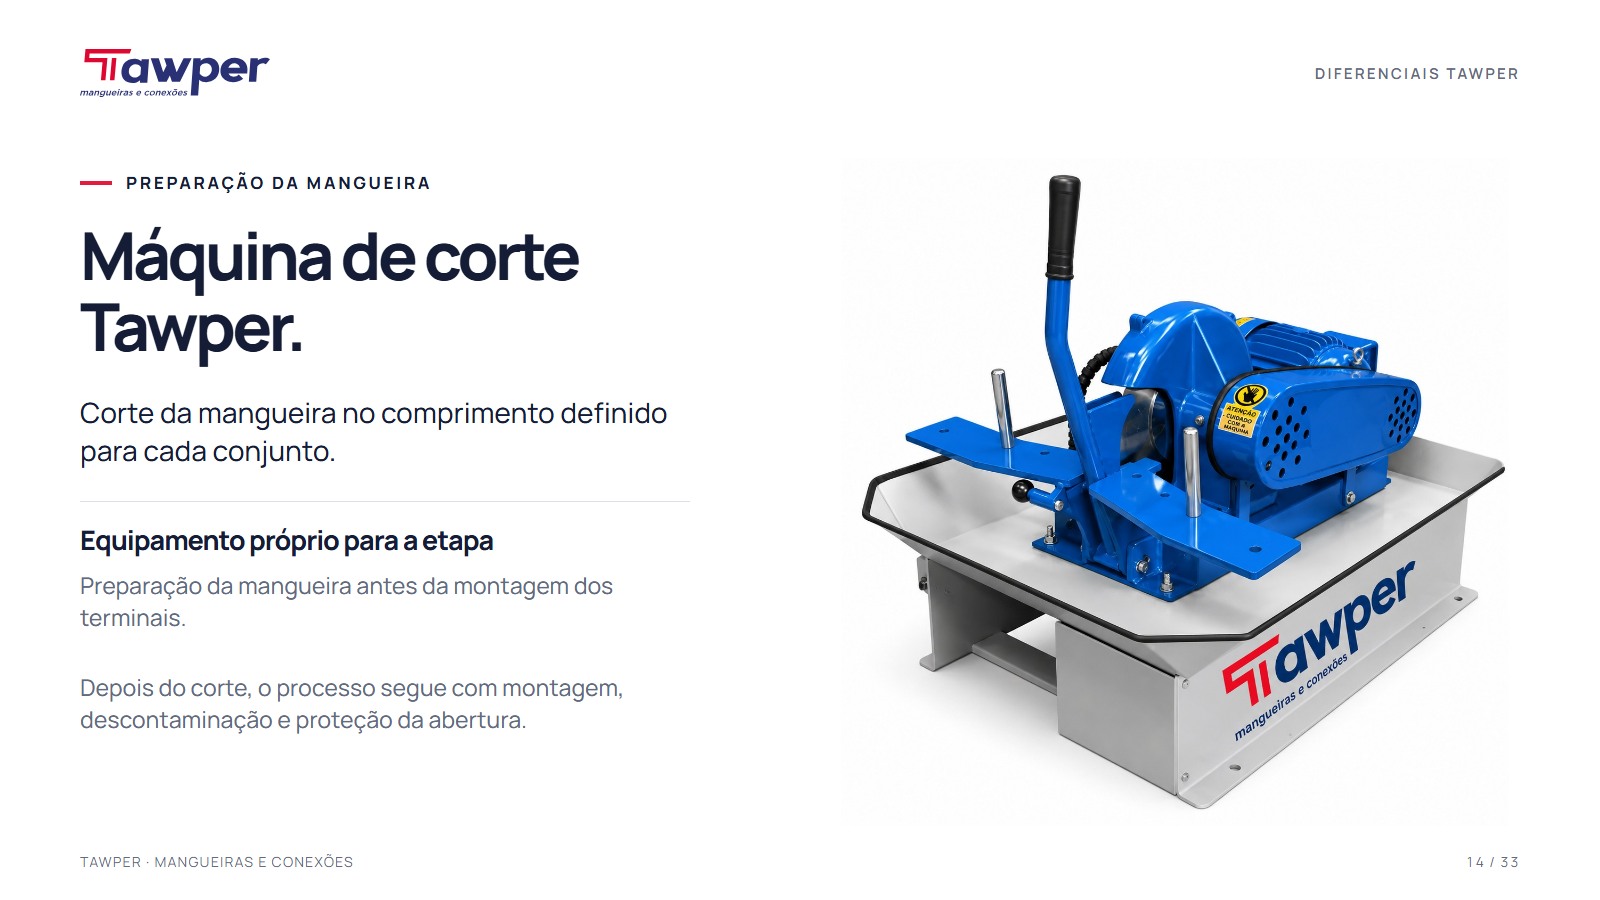 Tawper
mangueiras e conexões
DIFERENCIAIS TAWPER
PREPARAÇÃO DA MANGUEIRA
Máquina de corte
Tawper.
Corte da mangueira no comprimento definido
para cada conjunto.
Equipamento próprio para a etapa
Preparação da mangueira antes da montagem dos
terminais.
Depois do corte, o processo segue com montagem,
descontaminação e proteção da abertura.
ATENÇÃO
CUIDADO
COM A
MÁQUINA
Tawper
mangueiras e conexões
TAWPER · MANGUEIRAS E CONEXÕES
14 / 33